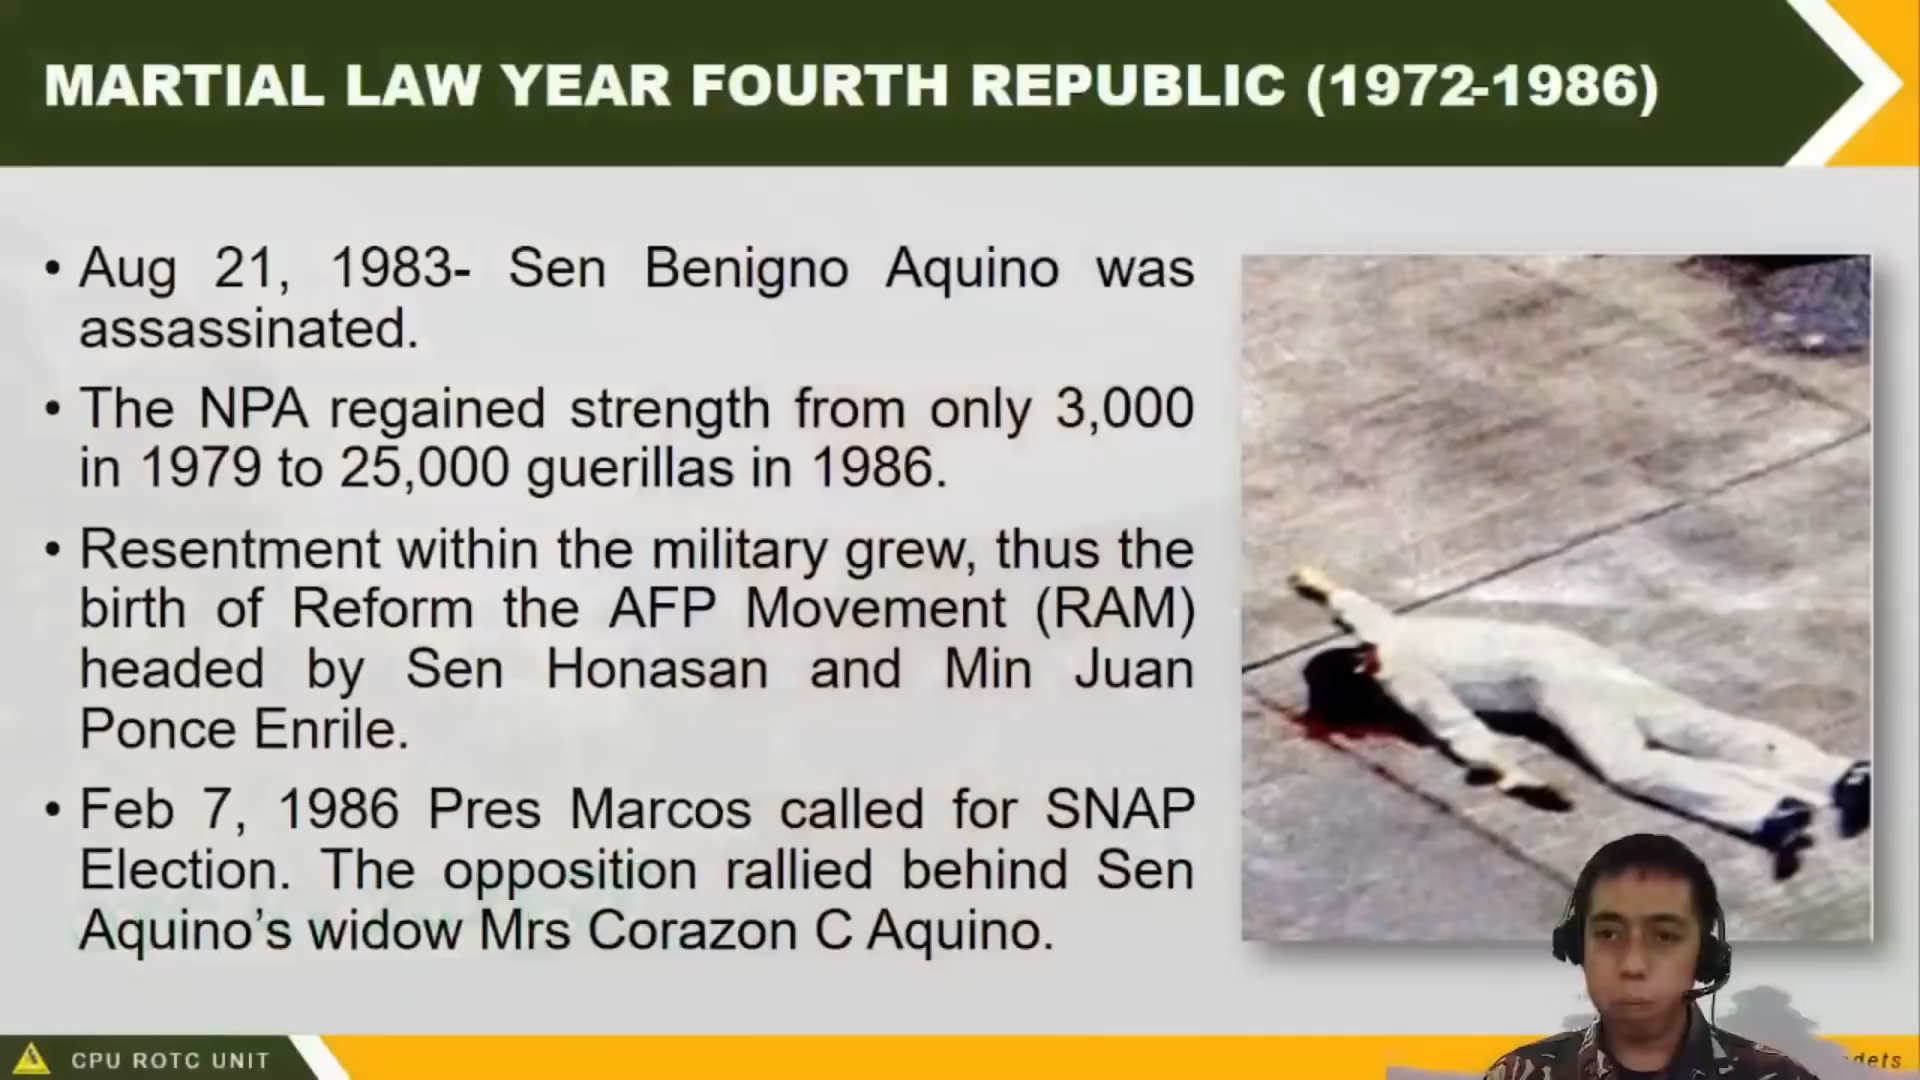 MARTIAL LAW YEAR FOURTH REPUBLIC (1972-1986)
• Aug 21, 1983- Sen Benigno Aquino was
assassinated.
• The NPA regained strength from only 3,000
in 1979 to 25,000 guerillas in 1986.
• Resentment within the military grew, thus the
birth of Reform the AFP Movement (RAM)
headed by Sen Honasan and Min Juan
Ponce Enrile.
• Feb 7, 1986 Pres Marcos called for SNAP
Election. The opposition rallied behind Sen
Aquino’s widow Mrs Corazon C Aquino.
CPU ROTC UNIT